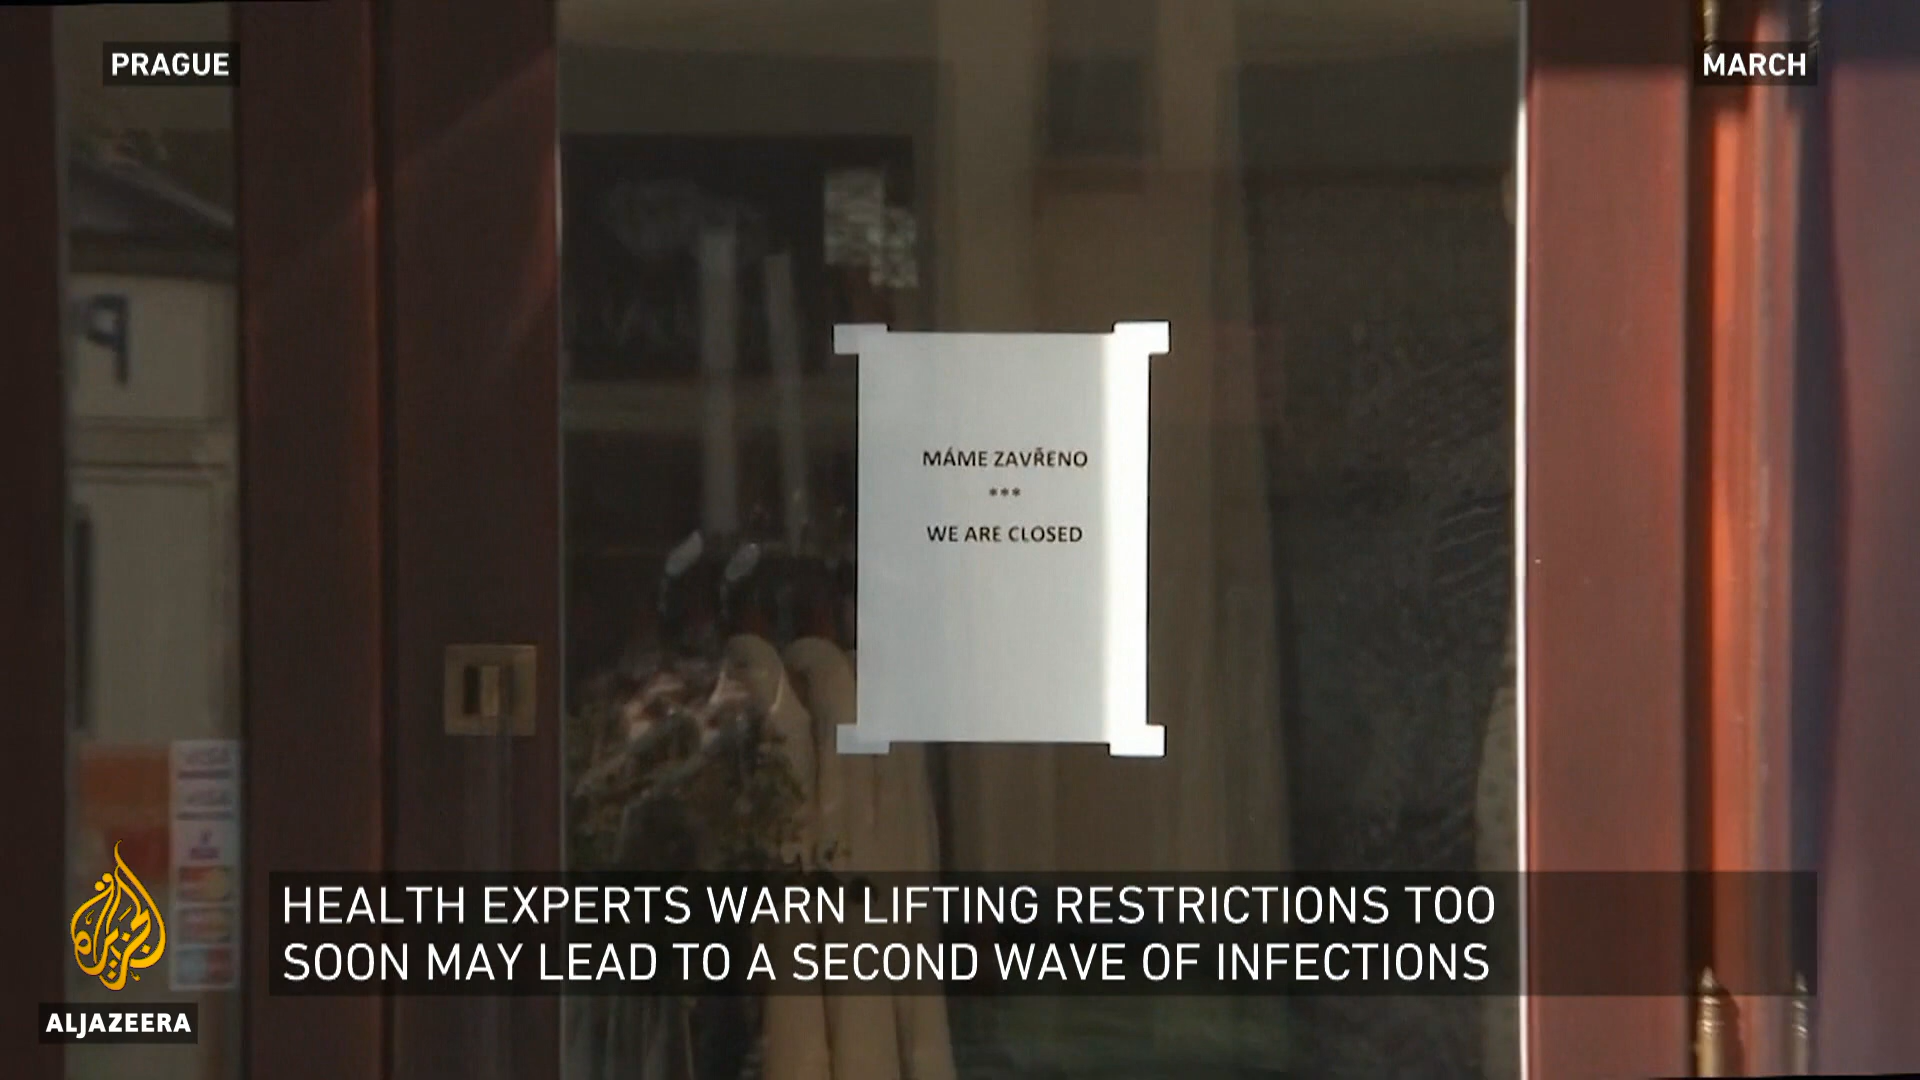 PRAGUE
MARCH
MÁME ZAVŘENO
***
WE ARE CLOSED
HEALTH EXPERTS WARN LIFTING RESTRICTIONS TOO
SOON MAY LEAD TO A SECOND WAVE OF INFECTIONS
الجزيرة
ALJAZEERA